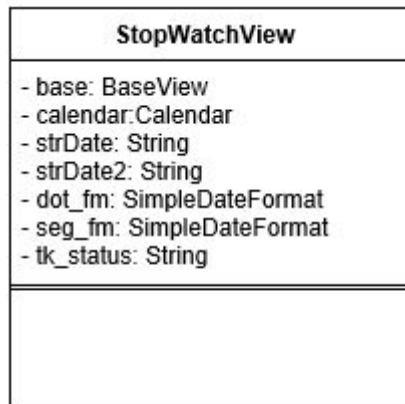 StopWatchView
- base: BaseView
- calendar:Calendar
- strDate: String
- strDate2: String
- dot_fm: SimpleDateFormat
- seg_fm: SimpleDateFormat
- tk_status: String